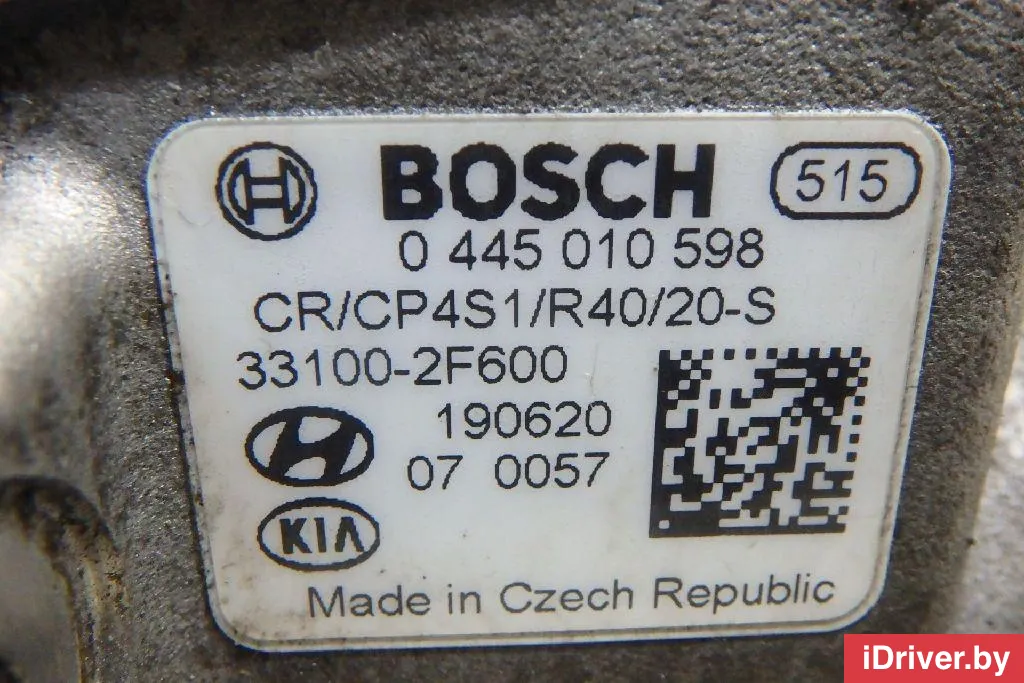 BOSCH 515
0 445 010 598
CR/CP4S1/R40/20-S
33100-2F600
190620
07 0057
KIA
Made in Czech Republic
iDriver.by